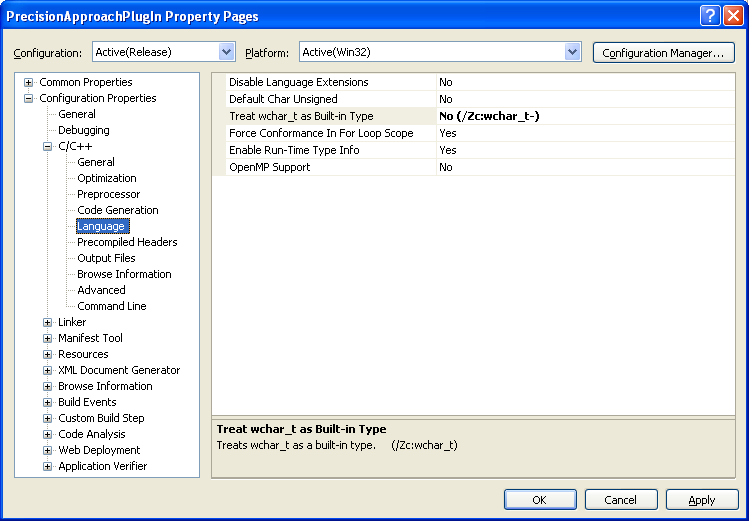 PrecisionApproachPlugIn Property Pages
Configuration: Active(Release) Platform: Active(Win32) Configuration Manager...
Common Properties
Configuration Properties
General
Debugging
C/C++
General
Optimization
Preprocessor
Code Generation
Language
Precompiled Headers
Output Files
Browse Information
Advanced
Command Line
Linker
Manifest Tool
Resources
XML Document Generator
Browse Information
Build Events
Custom Build Step
Code Analysis
Web Deployment
Application Verifier
Disable Language Extensions No
Default Char Unsigned No
Treat wchar_t as Built-in Type No (/Zc:wchar_t-)
Force Conformance In For Loop Scope Yes
Enable Run-Time Type Info Yes
OpenMP Support No
Treat wchar_t as Built-in Type
Treats wchar_t as a built-in type. (/Zc:wchar_t)
OK Cancel Apply